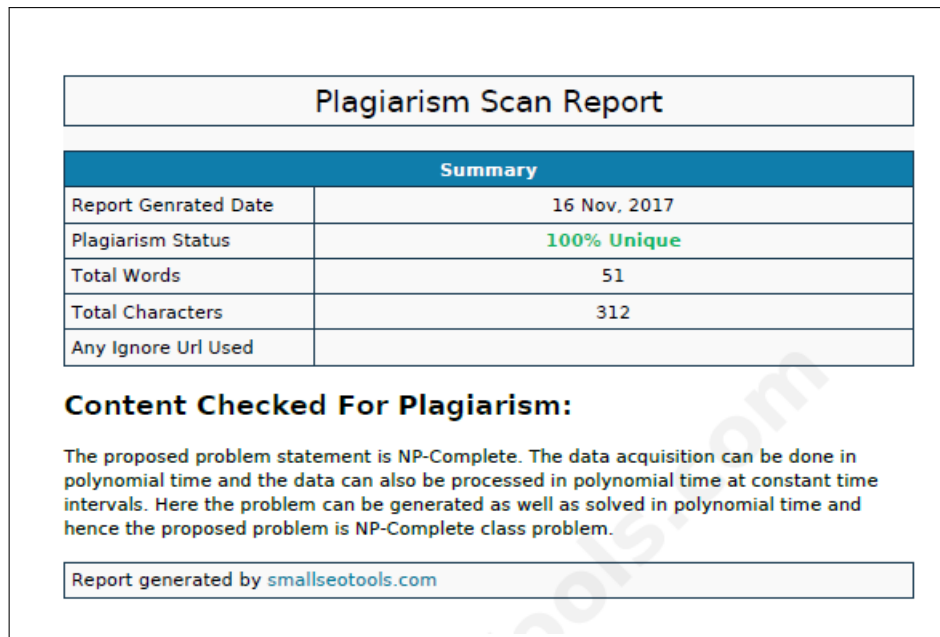 Plagiarism Scan Report
Summary
Report Genrated Date 16 Nov, 2017
Plagiarism Status 100% Unique
Total Words 51
Total Characters 312
Any Ignore Url Used
Content Checked For Plagiarism:
The proposed problem statement is NP-Complete. The data acquisition can be done in
polynomial time and the data can also be processed in polynomial time at constant time
intervals. Here the problem can be generated as well as solved in polynomial time and
hence the proposed problem is NP-Complete class problem.
Report generated by smallseotools.com
ools.com